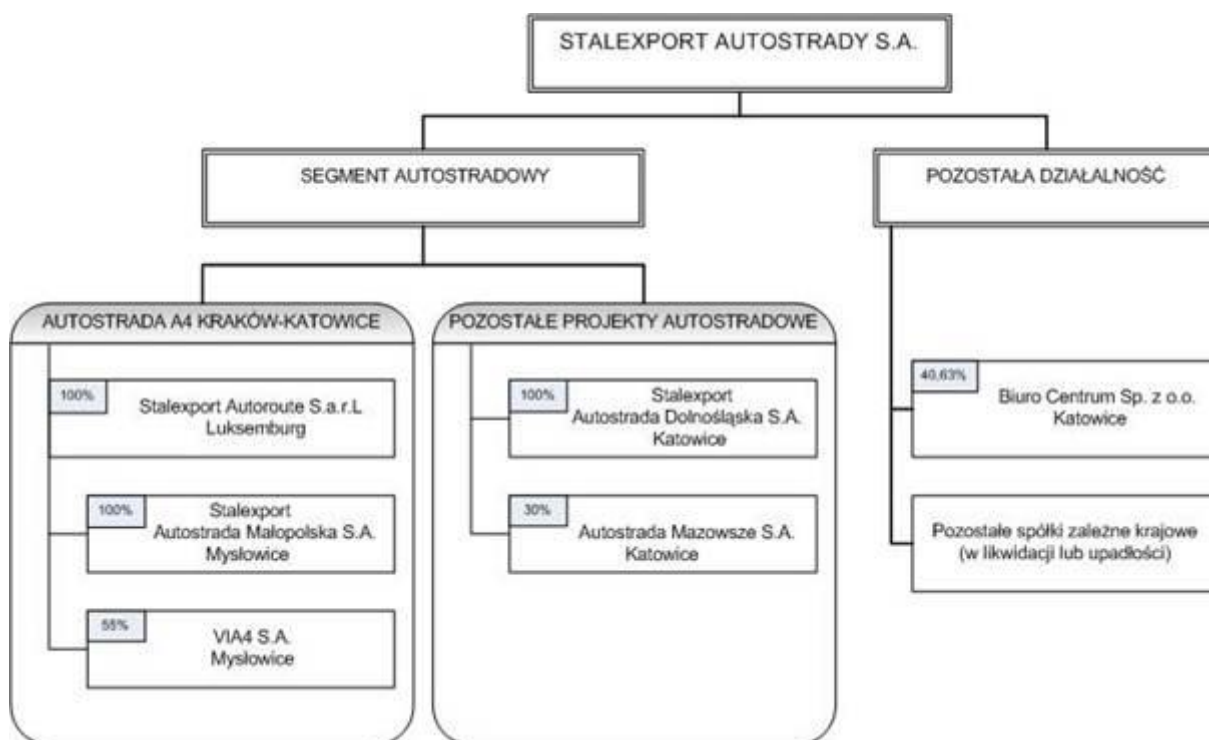 STALEXPORT AUTOSTRADY S.A.
SEGMENT AUTOSTRADOWY
POZOSTAŁA DZIAŁALNOŚĆ
AUTOSTRADA A4 KRAKÓW-KATOWICE
100%
Stalexport Autoroute S.a.r.L
Luksemburg
100%
Stalexport
Autostrada Małopolska S.A.
Mysłowice
55%
VIA4 S.A.
Mysłowice
POZOSTAŁE PROJEKTY AUTOSTRADOWE
100%
Stalexport
Autostrada Dolnośląska S.A.
Katowice
30%
Autostrada Mazowsze S.A.
Katowice
40,63%
Biuro Centrum Sp. z o.o.
Katowice
Pozostałe spółki zależne krajowe
(w likwidacji lub upadłości)